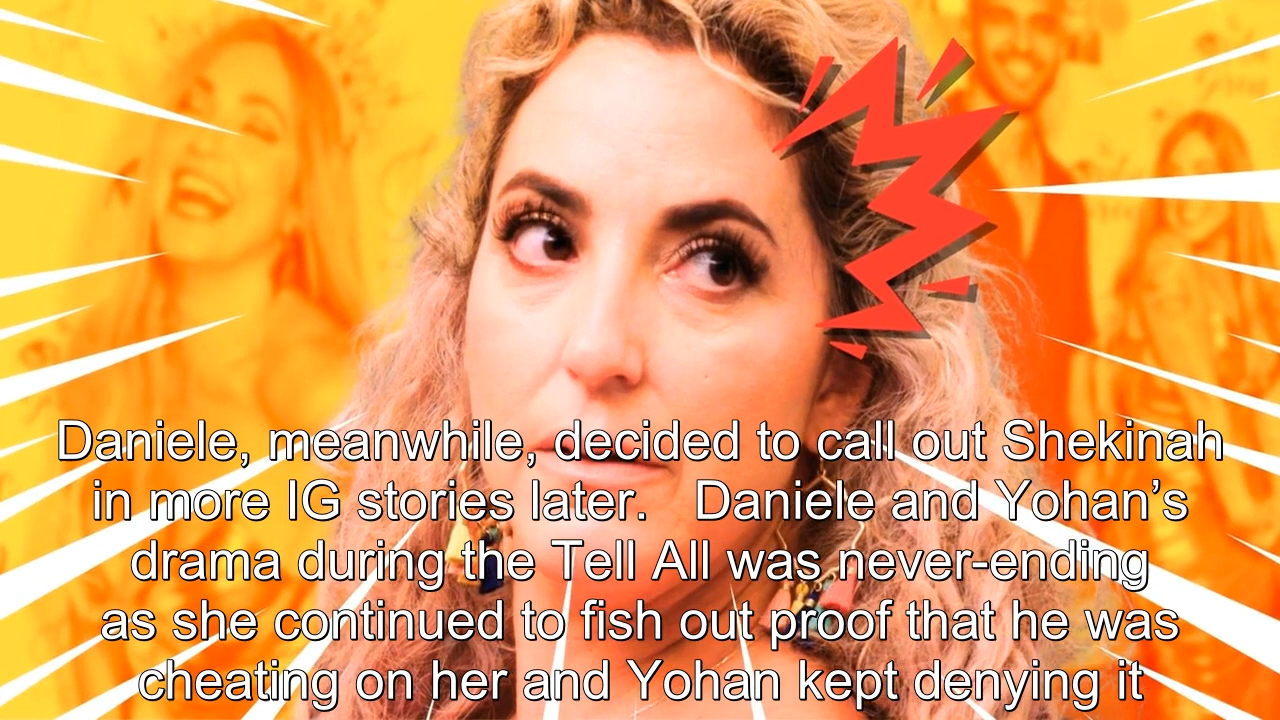 Daniele, meanwhile, decided to call out Shekinah
in more IG stories later.   Daniele and Yohan’s
drama during the Tell All was never-ending
as she continued to fish out proof that he was
cheating on her and Yohan kept denying it